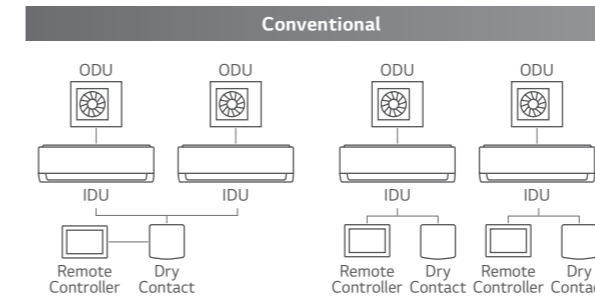 Conventional
ODU ODU ODU ODU
IDU IDU IDU IDU
Remote Dry Remote Dry Remote Dry
Controller Contact Controller Contact Controller